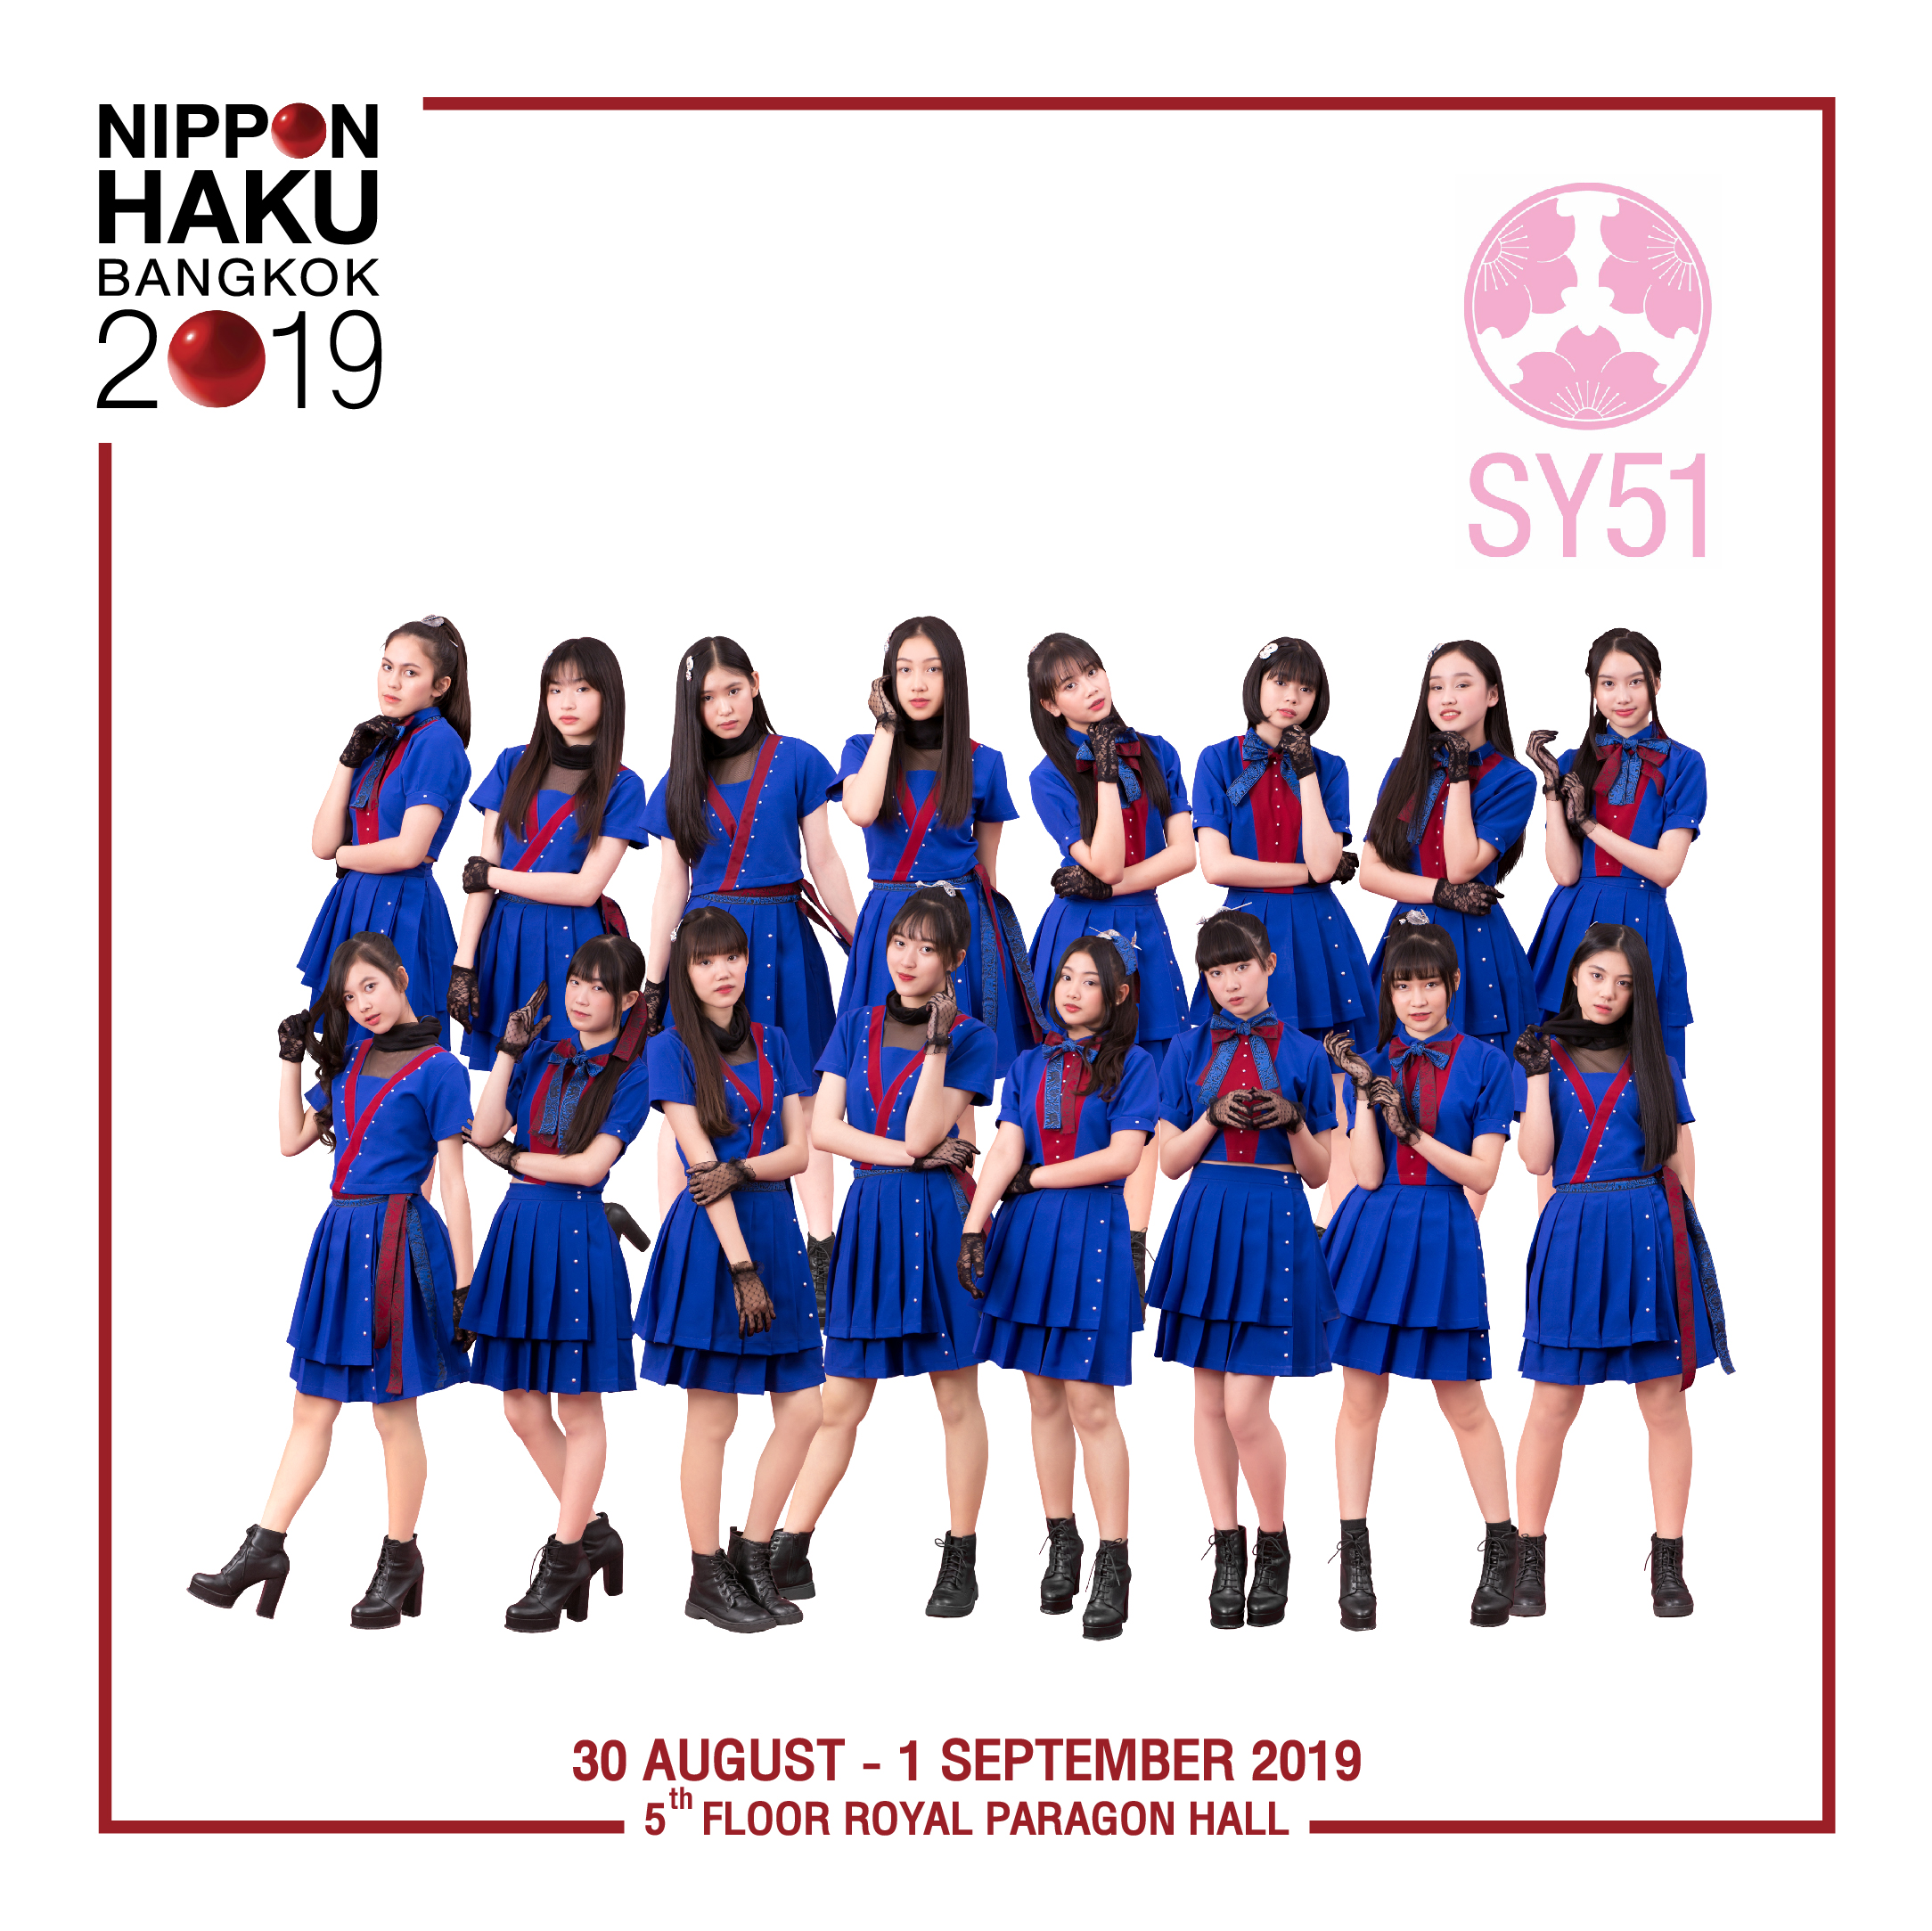 NIPPON
HAKU
BANGKOK
2019
SY51
30 AUGUST - 1 SEPTEMBER 2019
5th FLOOR ROYAL PARAGON HALL